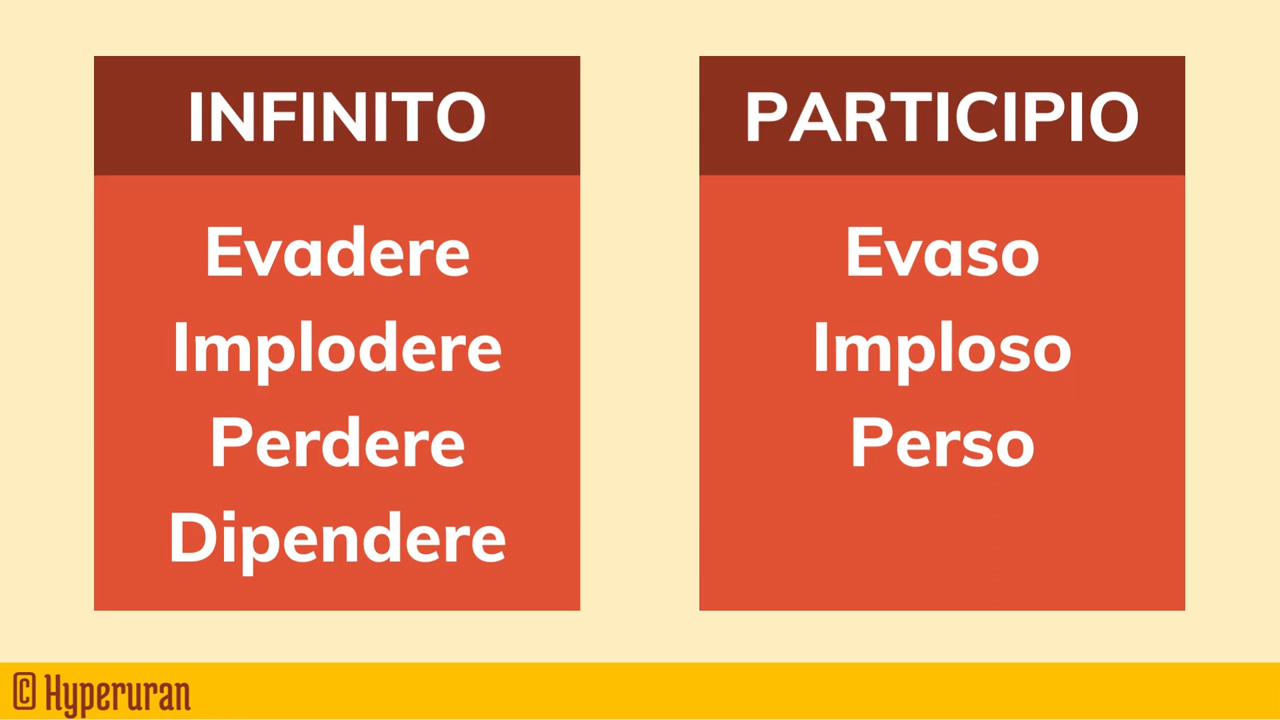 INFINITO
Evadere
Implodere
Perdere
Dipendere
PARTICIPIO
Evaso
Imploso
Perso
© Hyperuran